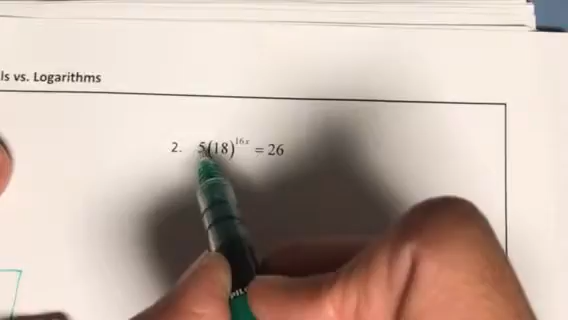 ls vs. Logarithms
2. 5(18)^{16x} = 26